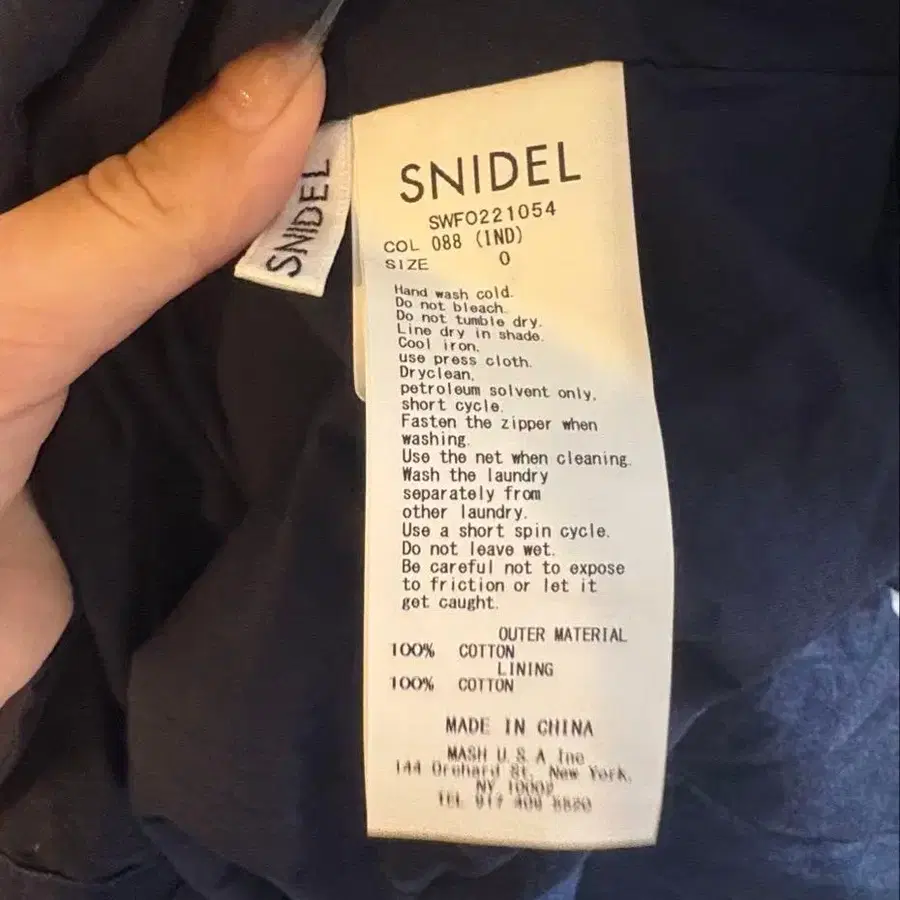 SNIDEL
SNIDEL
SWFO221054
COL 088 (IND)
SIZE 0
Hand wash cold.
Do not bleach.
Do not tumble dry.
Line dry in shade.
Cool iron,
use press cloth.
Dryclean,
petroleum solvent only,
short cycle.
Fasten the zipper when
washing.
Use the net when cleaning.
Wash the laundry
separately from
other laundry.
Use a short spin cycle.
Do not leave wet.
Be careful not to expose
to friction or let it
get caught.
OUTER MATERIAL
100% COTTON
LINING
100% COTTON
MADE IN CHINA
MASH U.S.A Inc
144 Orchard St, New York,
NY 10002
TEL 917